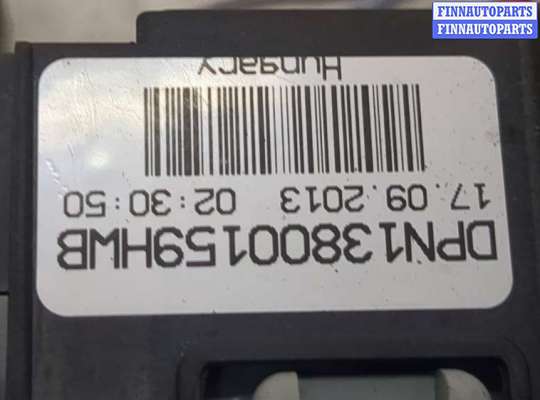 FINNAUTOPARTS
FINNAUTOPARTS
DPN13800159HWB
17.09.2013 02:30:50
Hungary